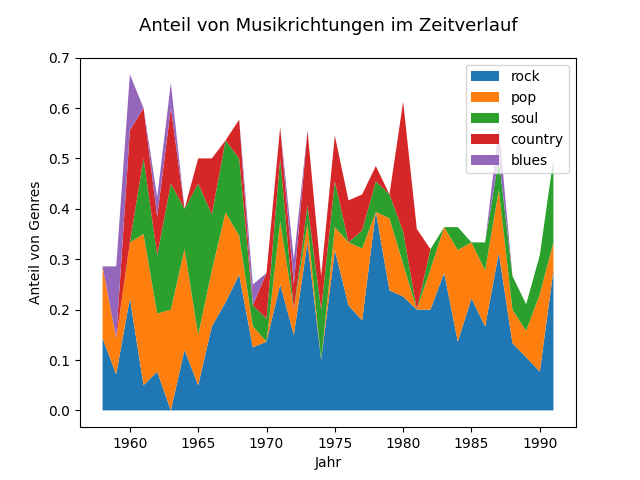 Anteil von Musikrichtungen im Zeitverlauf
0.7
0.6
0.5
0.4
0.3
0.2
0.1
0.0
Anteil von Genres
rock
pop
soul
country
blues
1960 1965 1970 1975 1980 1985 1990
Jahr